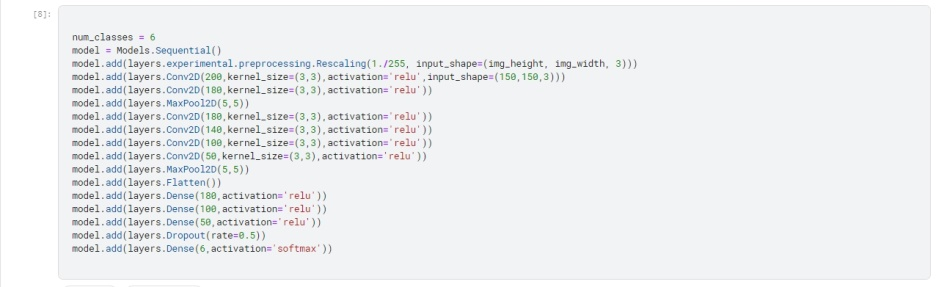 [8]:
num_classes = 6
model = Models.Sequential()
model.add(layers.experimental.preprocessing.Rescaling(1./255, input_shape=(img_height, img_width, 3)))
model.add(layers.Conv2D(200,kernel_size=(3,3),activation='relu',input_shape=(150,150,3)))
model.add(layers.Conv2D(180,kernel_size=(3,3),activation='relu'))
model.add(layers.MaxPool2D(5,5))
model.add(layers.Conv2D(180,kernel_size=(3,3),activation='relu'))
model.add(layers.Conv2D(140,kernel_size=(3,3),activation='relu'))
model.add(layers.Conv2D(100,kernel_size=(3,3),activation='relu'))
model.add(layers.Conv2D(50,kernel_size=(3,3),activation='relu'))
model.add(layers.MaxPool2D(5,5))
model.add(layers.Flatten())
model.add(layers.Dense(180,activation='relu'))
model.add(layers.Dense(100,activation='relu'))
model.add(layers.Dense(50,activation='relu'))
model.add(layers.Dropout(rate=0.5))
model.add(layers.Dense(6,activation='softmax'))